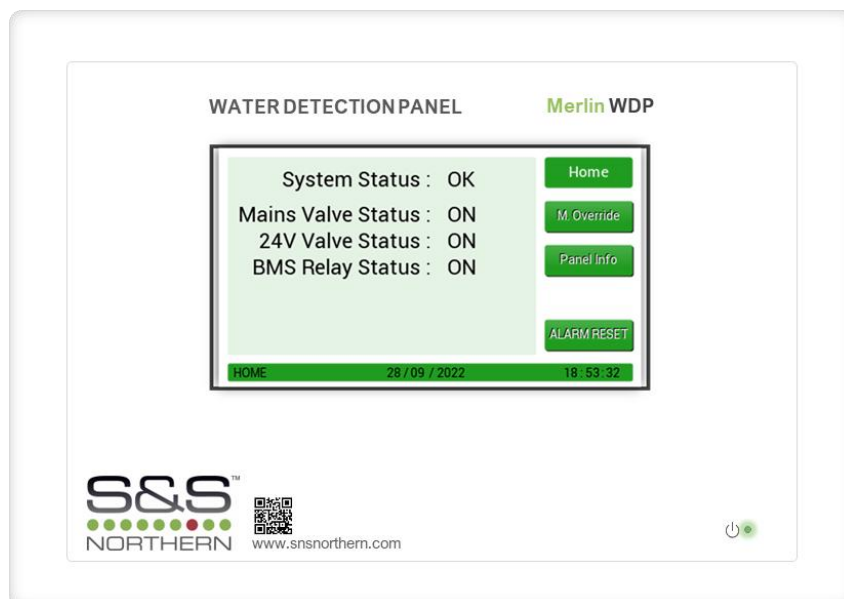 WATER DETECTION PANEL Merlin WDP
System Status : OK
Mains Valve Status : ON
24V Valve Status : ON
BMS Relay Status : ON
Home
M. Override
Panel Info
ALARM RESET
HOME 28 / 09 / 2022 18 : 53 : 32
S&S™
NORTHERN
www.snsnorthern.com